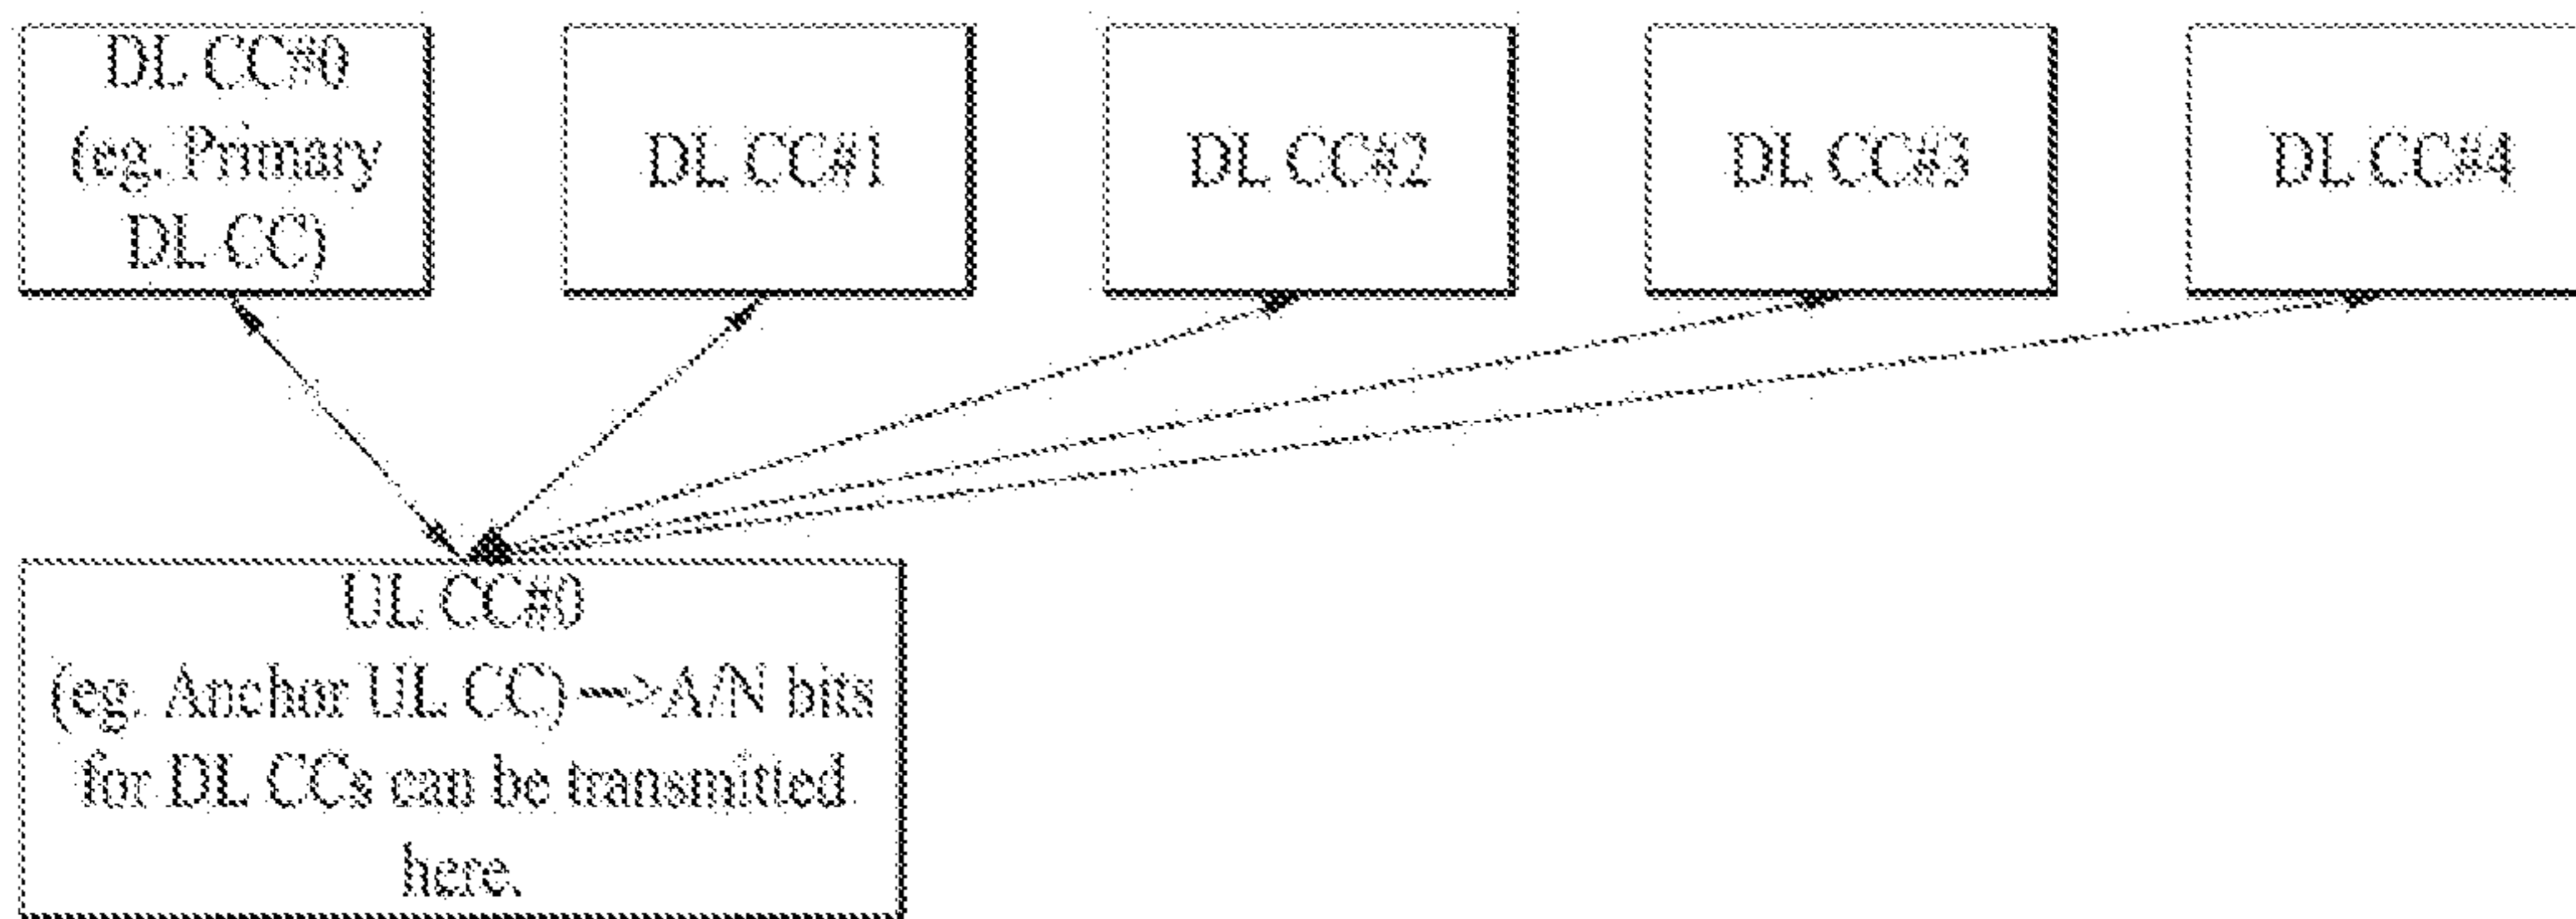 DL CC#0
(eg. Primary
DL CC)
DL CC#1
DL CC#2
DL CC#3
DL CC#4
UL CC#0
(eg. Anchor UL CC) --->A/N bits
for DL CCs can be transmitted
here.